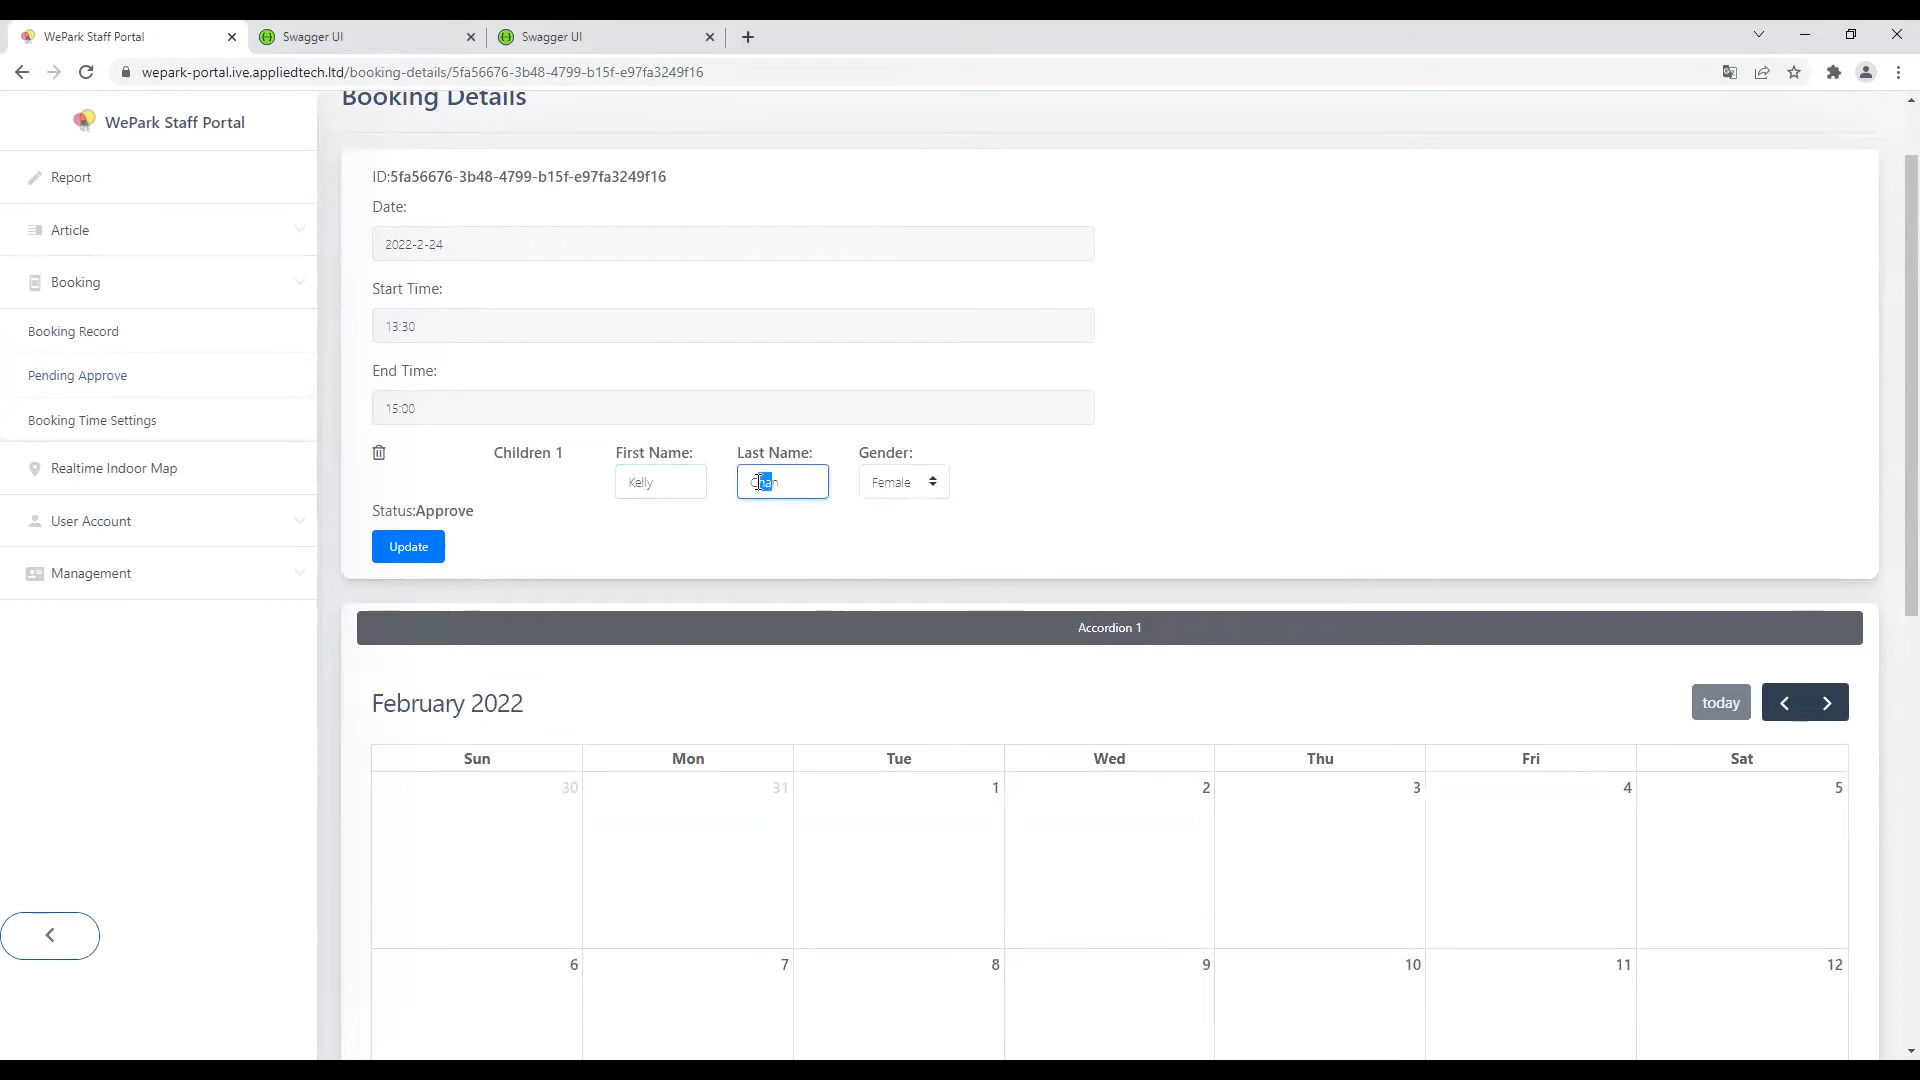 WePark Staff Portal
Swagger UI
Swagger UI
wepark-portal.ive.appliedtech.ltd/booking-details/5fa56676-3b48-4799-b15f-e97fa3249f16
WePark Staff Portal
Report
Article
Booking
Booking Record
Pending Approve
Booking Time Settings
Realtime Indoor Map
User Account
Management
Booking Details
ID:5fa56676-3b48-4799-b15f-e97fa3249f16
Date:
2022-2-24
Start Time:
13:30
End Time:
15:00
Children 1 First Name: Last Name: Gender:
Kelly Chan Female
Status:Approve
Update
Accordion 1
February 2022 today
Sun Mon Tue Wed Thu Fri Sat
30 31 1 2 3 4 5
6 7 8 9 10 11 12